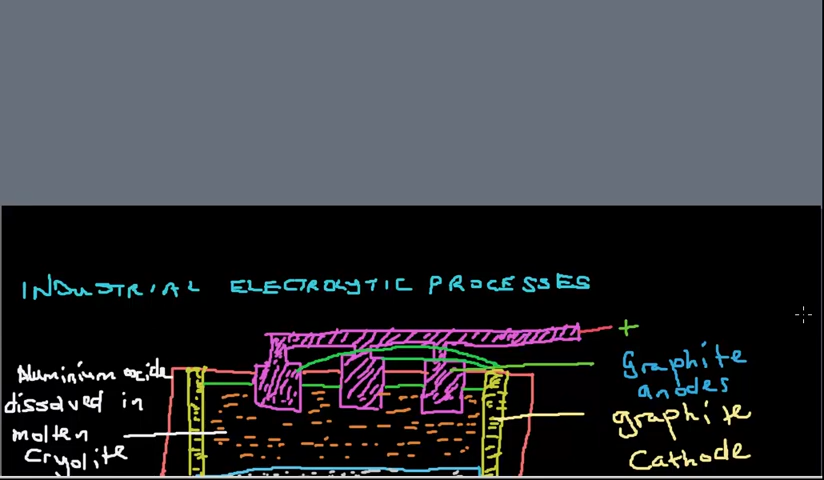 INDUSTRIAL ELECTROLYTIC PROCESSES
+
Aluminium oxide
dissolved in
molten
Cryolite
Graphite
anodes
graphite
Cathode